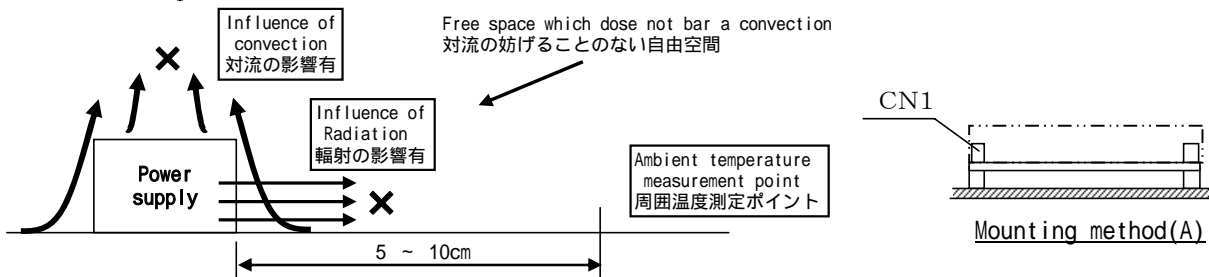 Influence of
convection
対流の影響有
Free space which dose not bar a convection
対流の妨げることのない自由空間
Influence of
Radiation
輻射の影響有
Power
supply
Ambient temperature
measurement point
周囲温度測定ポイント
5 ~ 10cm
CN1
Mounting method(A)